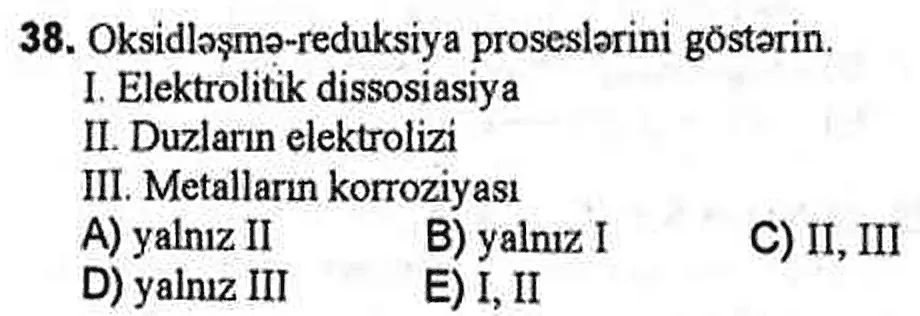 38. Oksidləşmə-reduksiya proseslərini göstərin.
I. Elektrolitik dissosiasiya
II. Duzların elektrolizi
III. Metalların korroziyası
A) yalnız II B) yalnız I C) II, III
D) yalnız III E) I, II